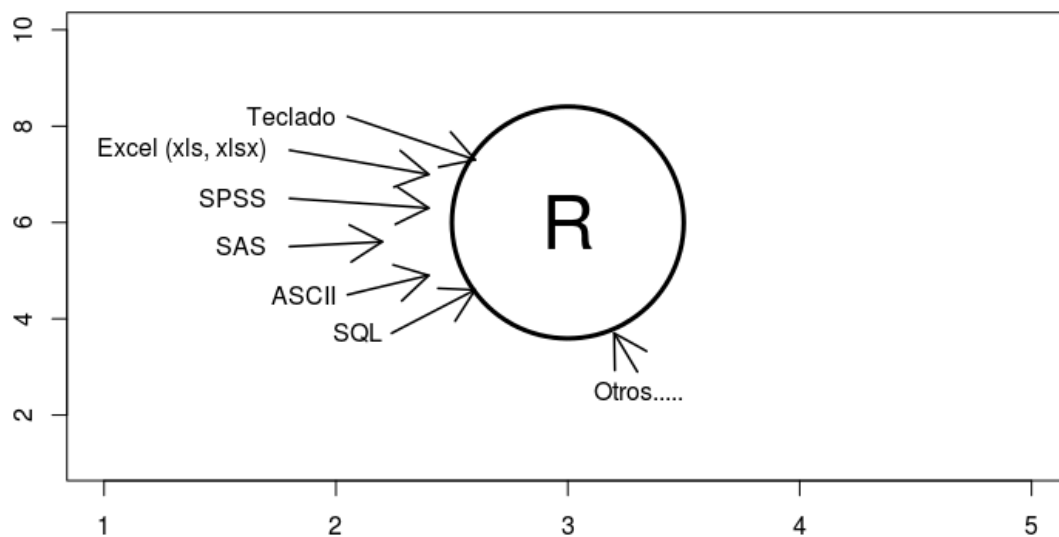 10
8
6
4
2
Teclado
Excel (xls, xlsx)
SPSS
SAS
ASCII
SQL
R
Otros.....
1 2 3 4 5